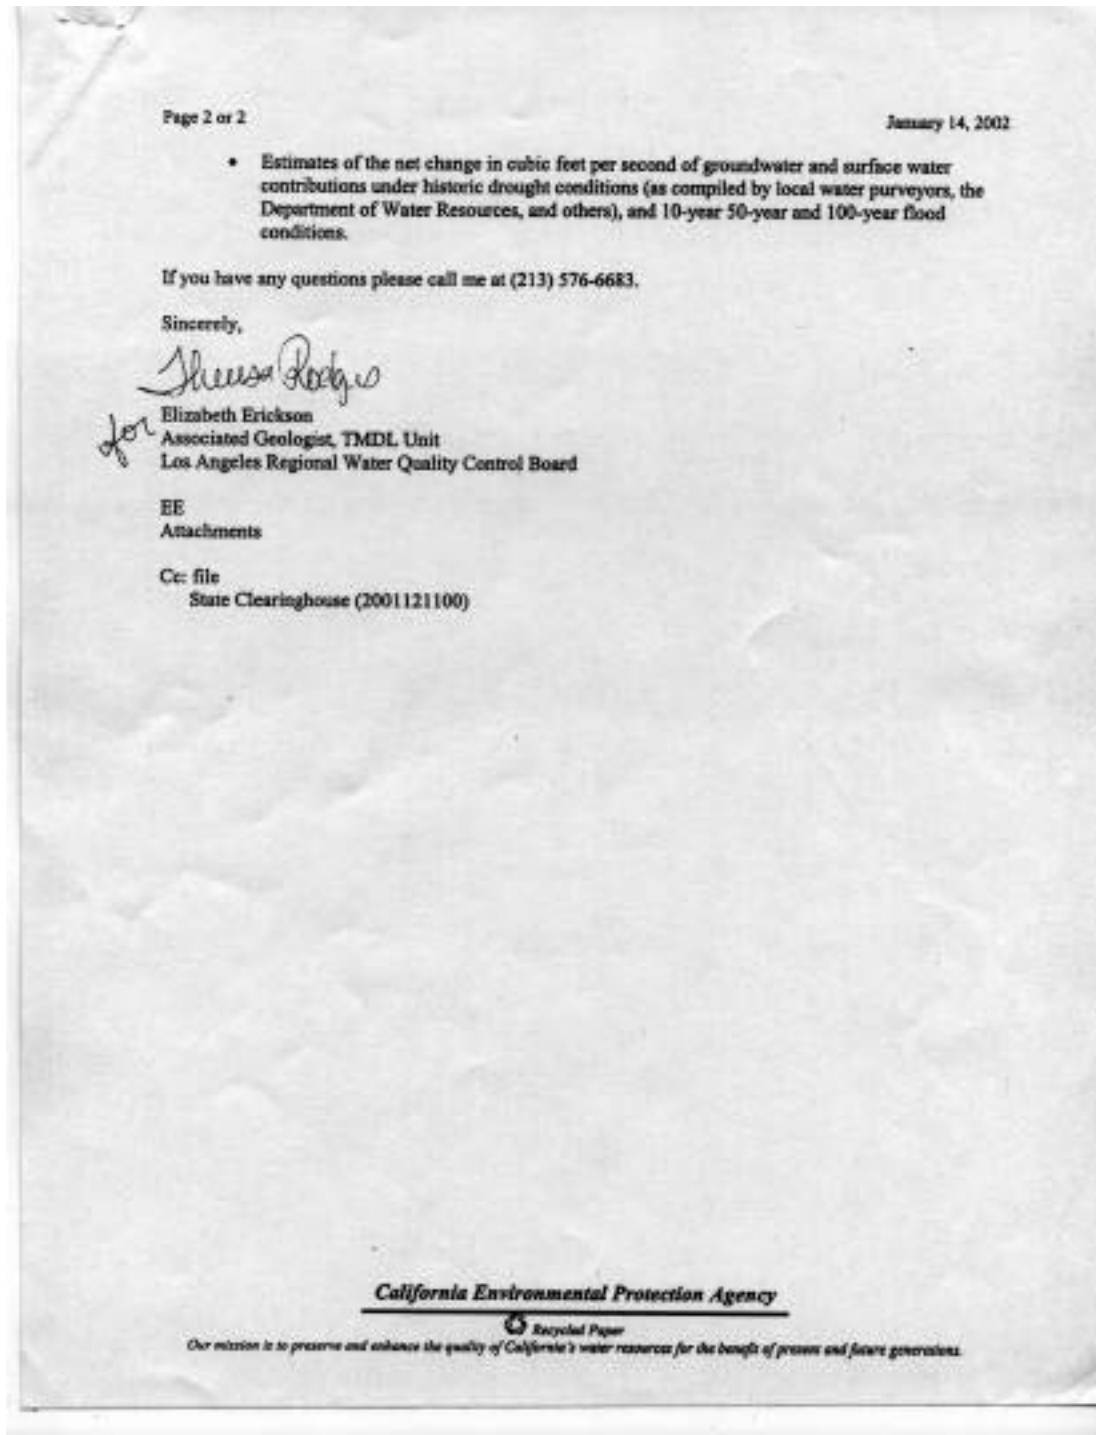 Page 2 or 2
January 14, 2002
• Estimates of the net change in cubic feet per second of groundwater and surface water
contributions under historic drought conditions (as compiled by local water purveyors, the
Department of Water Resources, and others), and 10-year 50-year and 100-year flood
conditions.
If you have any questions please call me at (213) 576-6683.
Sincerely,
Theresa Rodgers
for
Elizabeth Erickson
Associated Geologist, TMDL Unit
Los Angeles Regional Water Quality Control Board
EE
Attachments
Cc: file
State Clearinghouse (2001121100)
California Environmental Protection Agency
Recycled Paper
Our mission is to preserve and enhance the quality of California's water resources for the benefit of present and future generations.